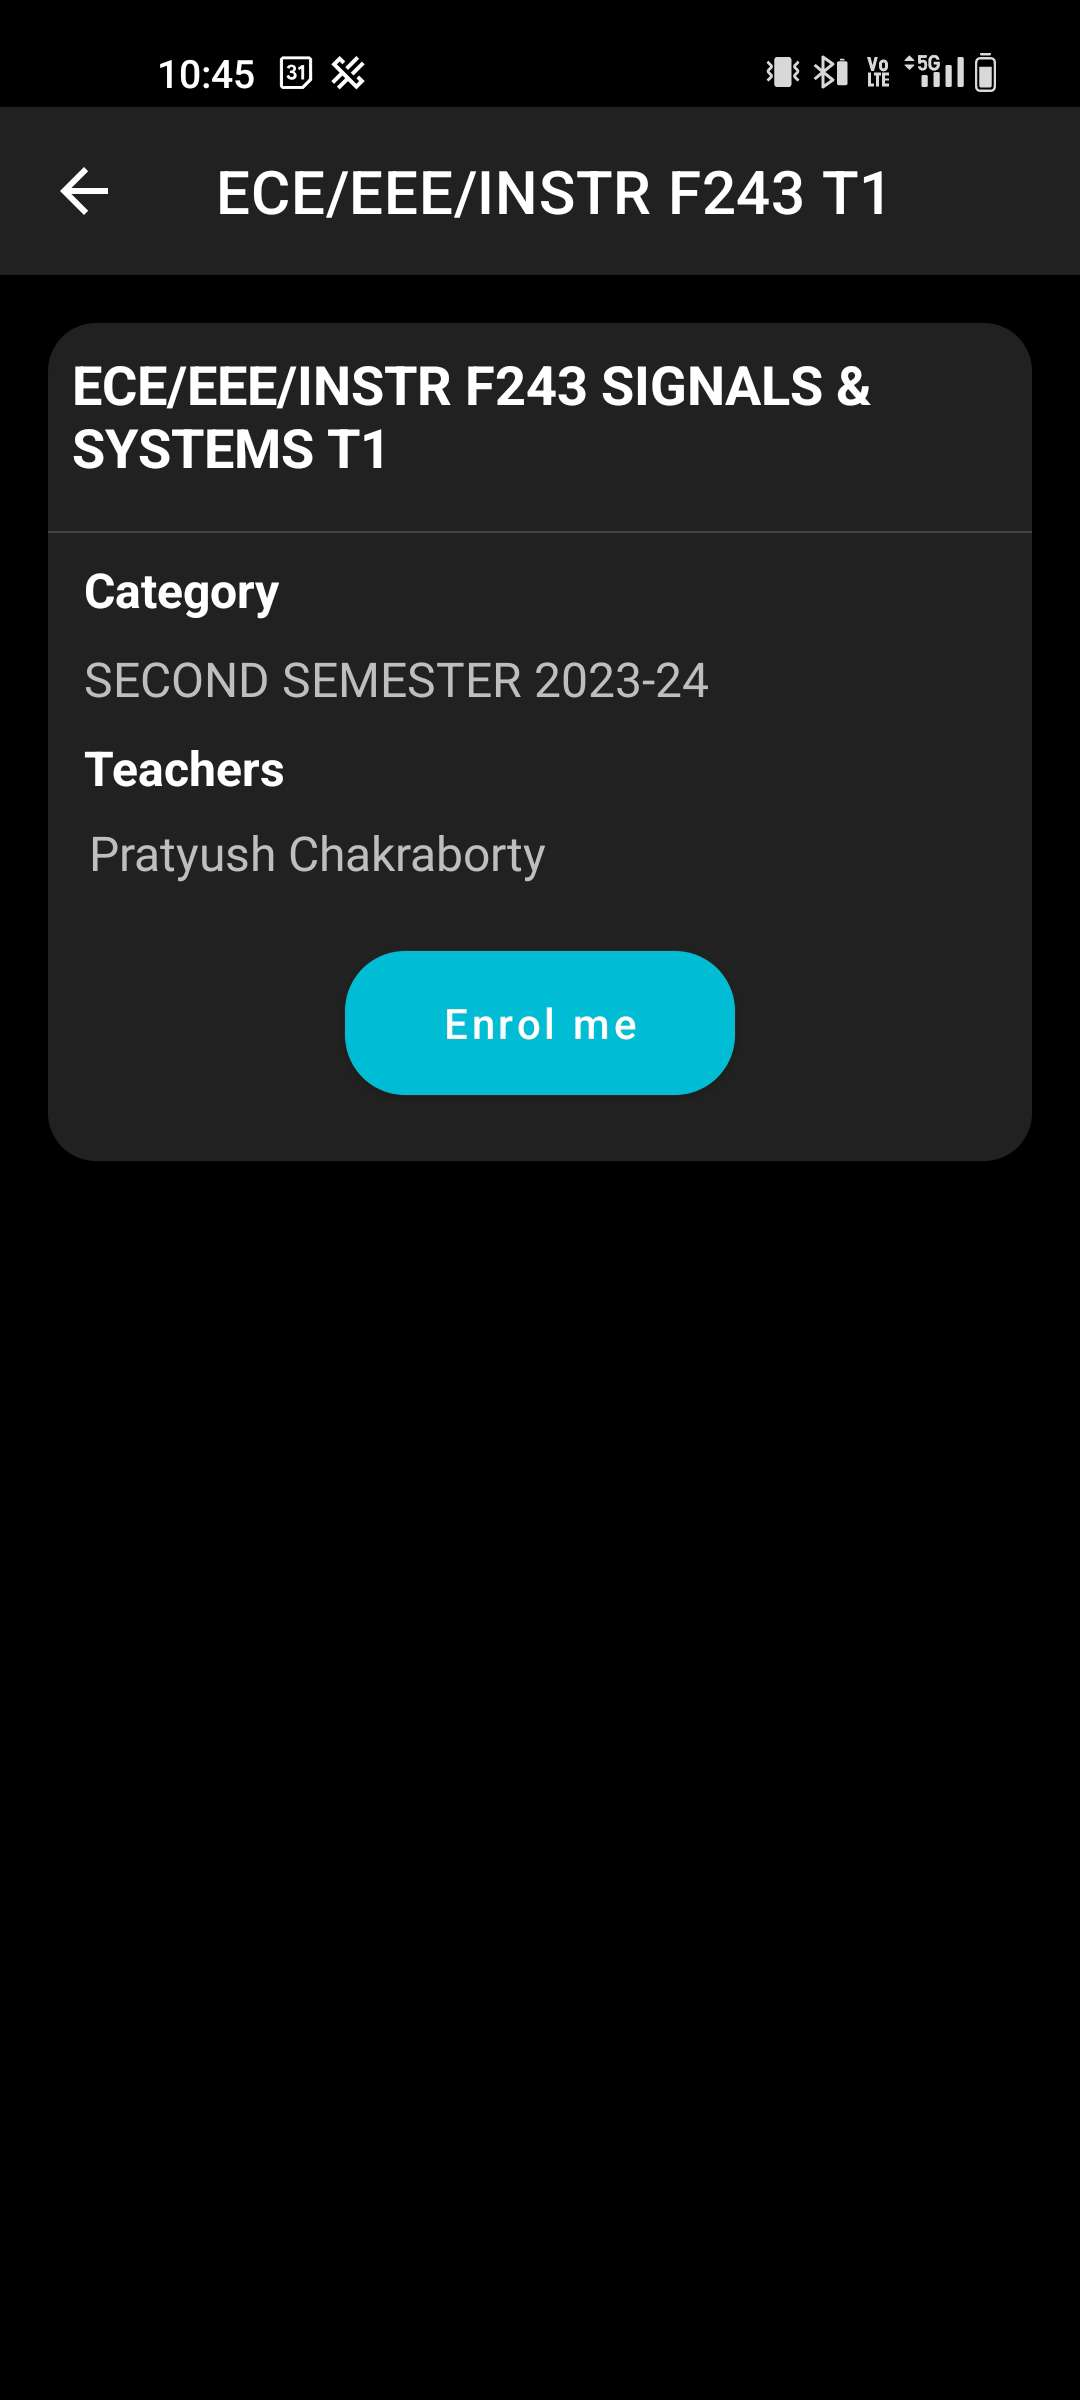 10:45 31 Vo LTE 5G
ECE/EEE/INSTR F243 T1
ECE/EEE/INSTR F243 SIGNALS &
SYSTEMS T1
Category
SECOND SEMESTER 2023-24
Teachers
Pratyush Chakraborty
Enrol me